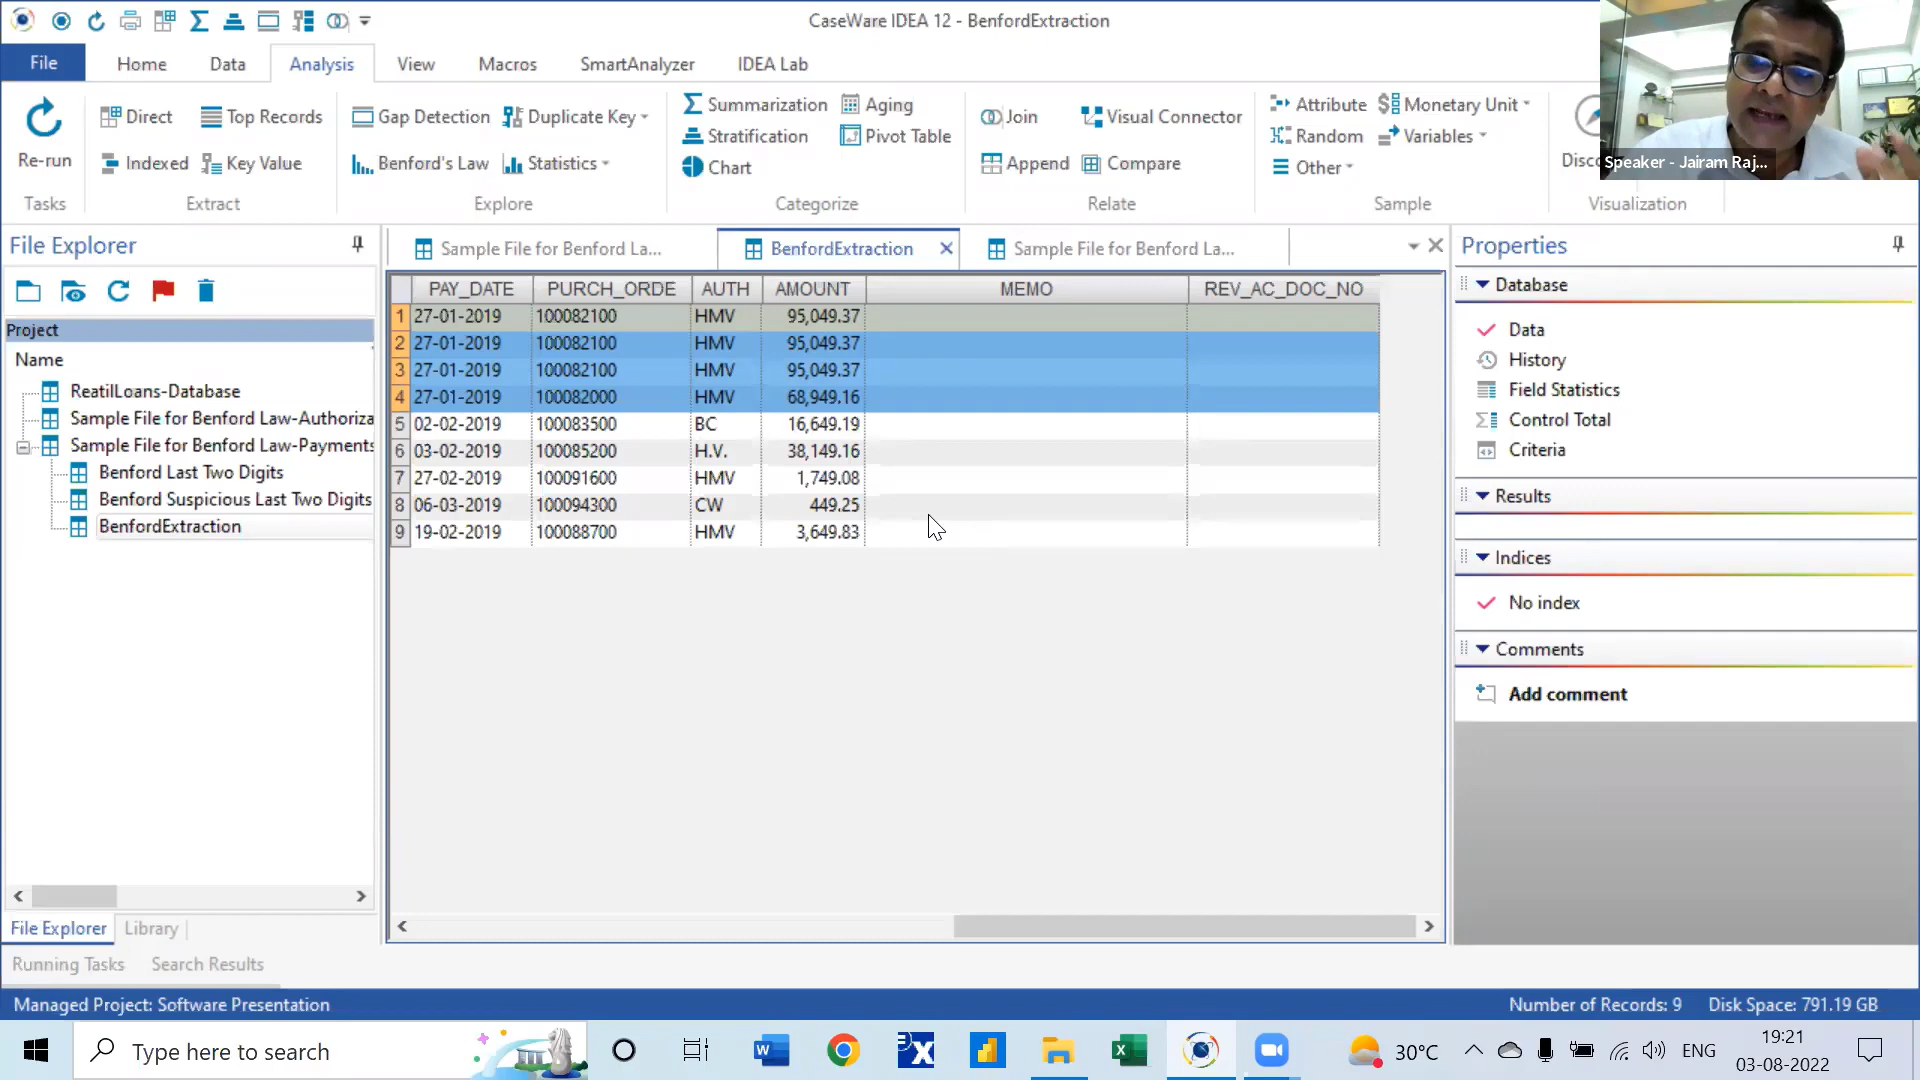 CaseWare IDEA 12 - BenfordExtraction
File
Home
Data
Analysis
View
Macros
SmartAnalyzer
IDEA Lab
Re-run
Direct
Top Records
Indexed
Key Value
Gap Detection
Duplicate Key
Benford's Law
Statistics
Summarization
Aging
Stratification
Pivot Table
Chart
Join
Visual Connector
Append
Compare
Attribute
Monetary Unit
Random
Variables
Other
Disc
Speaker - Jairam Raj...
Tasks
Extract
Explore
Categorize
Relate
Sample
Visualization
File Explorer
Project
Name
ReatilLoans-Database
Sample File for Benford Law-Authoriza
Sample File for Benford Law-Payments
Benford Last Two Digits
Benford Suspicious Last Two Digits
BenfordExtraction
File Explorer
Library
Running Tasks
Search Results
Sample File for Benford La...
BenfordExtraction
Sample File for Benford La...
PAY_DATE PURCH_ORDE AUTH AMOUNT MEMO REV_AC_DOC_NO
1 27-01-2019 100082100 HMV 95,049.37
2 27-01-2019 100082100 HMV 95,049.37
3 27-01-2019 100082100 HMV 95,049.37
4 27-01-2019 100082000 HMV 68,949.16
5 02-02-2019 100083500 BC 16,649.19
6 03-02-2019 100085200 H.V. 38,149.16
7 27-02-2019 100091600 HMV 1,749.08
8 06-03-2019 100094300 CW 449.25
9 19-02-2019 100088700 HMV 3,649.83
Properties
Database
Data
History
Field Statistics
Control Total
Criteria
Results
Indices
No index
Comments
Add comment
Managed Project: Software Presentation
Number of Records: 9
Disk Space: 791.19 GB
Type here to search
30°C
ENG
19:21
03-08-2022